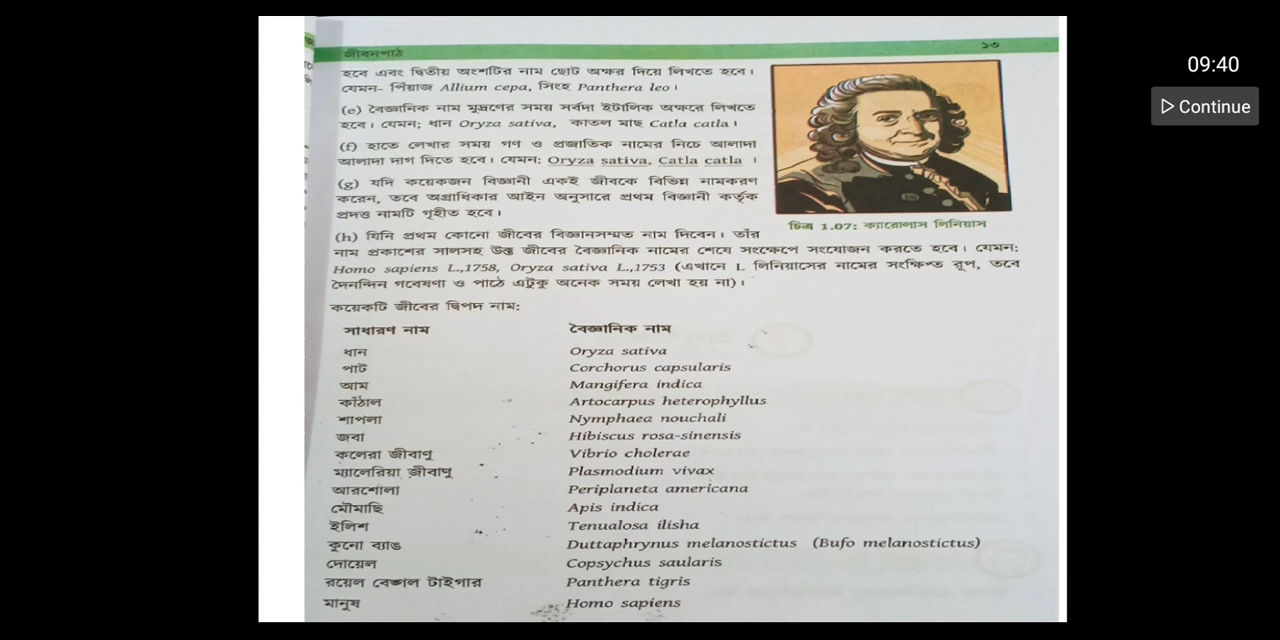 জীবনপাঠ
১৩
হবে এবং দ্বিতীয় অংশটির নাম ছোট অক্ষর দিয়ে লিখতে হবে।
যেমন- পিঁয়াজ Allium cepa, সিংহ Panthera leo।
(e) বৈজ্ঞানিক নাম মুদ্রণের সময় সর্বদা ইটালিক অক্ষরে লিখতে
হবে। যেমন; ধান Oryza sativa, কাতল মাছ Catla catla।
(f) হাতে লেখার সময় গণ ও প্রজাতিক নামের নিচে আলাদা
আলাদা দাগ দিতে হবে। যেমন: Oryza sativa, Catla catla ।
(g) যদি কয়েকজন বিজ্ঞানী একই জীবকে বিভিন্ন নামকরণ
করেন, তবে অগ্রাধিকার আইন অনুসারে প্রথম বিজ্ঞানী কর্তৃক
প্রদত্ত নামটি গৃহীত হবে।
চিত্র 1.07: ক্যারোলাস লিনিয়াস
(h) যিনি প্রথম কোনো জীবের বিজ্ঞানসম্মত নাম দিবেন। তাঁর
নাম প্রকাশের সালসহ উক্ত জীবের বৈজ্ঞানিক নামের শেষে সংক্ষেপে সংযোজন করতে হবে। যেমন:
Homo sapiens L.,1758, Oryza sativa L.,1753 (এখানে L লিনিয়াসের নামের সংক্ষিপ্ত রূপ, তবে
দৈনন্দিন গবেষণা ও পাঠে এটুকু অনেক সময় লেখা হয় না)।
কয়েকটি জীবের দ্বিপদ নাম:
সাধারণ নাম বৈজ্ঞানিক নাম
ধান Oryza sativa
পাট Corchorus capsularis
আম Mangifera indica
কাঁঠাল Artocarpus heterophyllus
শাপলা Nymphaea nouchali
জবা Hibiscus rosa-sinensis
কলেরা জীবাণু Vibrio cholerae
ম্যালেরিয়া জীবাণু Plasmodium vivax
আরশোলা Periplaneta americana
মৌমাছি Apis indica
ইলিশ Tenualosa ilisha
কুনো ব্যাঙ Duttaphrynus melanostictus (Bufo melanostictus)
দোয়েল Copsychus saularis
রয়েল বেঙ্গল টাইগার Panthera tigris
মানুষ Homo sapiens
09:40
Continue